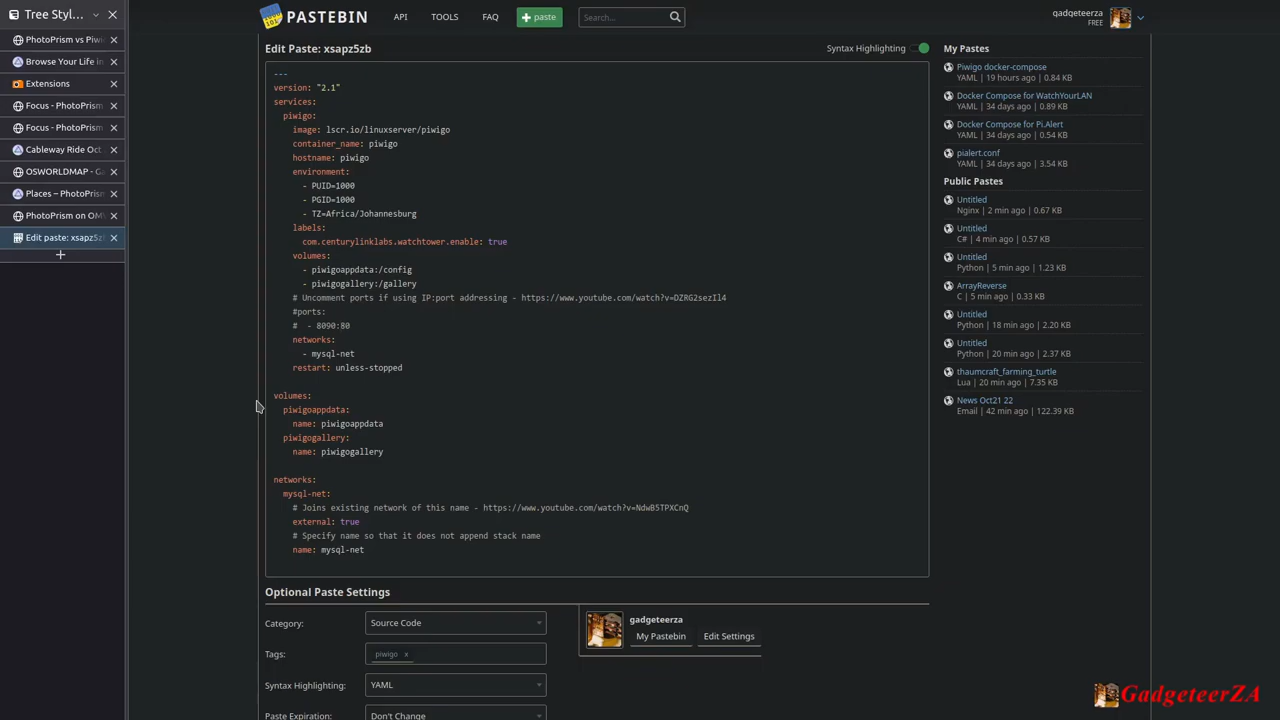 Tree Styl...
PhotoPrism vs Piwi
Browse Your Life in
Extensions
Focus - PhotoPrism
Focus - PhotoPrism
Cableway Ride Oct
OSWORLDMAP - G
Places – PhotoPrism
PhotoPrism on OMV
Edit paste: xsapz5zb
PASTEBIN
API
TOOLS
FAQ
+ paste
Search...
gadgeteerza
FREE
Edit Paste: xsapz5zb
Syntax Highlighting
---
version: "2.1"
services:
piwigo:
image: lscr.io/linuxserver/piwigo
container_name: piwigo
hostname: piwigo
environment:
- PUID=1000
- PGID=1000
- TZ=Africa/Johannesburg
labels:
com.centurylinklabs.watchtower.enable: true
volumes:
- piwigoappdata:/config
- piwigogallery:/gallery
# Uncomment ports if using IP:port addressing - https://www.youtube.com/watch?v=DZRG2sezIl4
#ports:
# - 8090:80
networks:
- mysql-net
restart: unless-stopped
volumes:
piwigoappdata:
name: piwigoappdata
piwigogallery:
name: piwigogallery
networks:
mysql-net:
# Joins existing network of this name - https://www.youtube.com/watch?v=NdwB5TPXCnQ
external: true
# Specify name so that it does not append stack name
name: mysql-net
Optional Paste Settings
Category:
Source Code
Tags:
piwigo x
Syntax Highlighting:
YAML
Paste Expiration:
Don't Change
gadgeteerza
My Pastebin
Edit Settings
My Pastes
Piwigo docker-compose
YAML | 19 hours ago | 0.84 KB
Docker Compose for WatchYourLAN
YAML | 34 days ago | 0.89 KB
Docker Compose for Pi.Alert
YAML | 34 days ago | 0.54 KB
pialert.conf
YAML | 34 days ago | 3.54 KB
Public Pastes
Untitled
Nginx | 2 min ago | 0.67 KB
Untitled
C# | 4 min ago | 0.57 KB
Untitled
Python | 5 min ago | 1.23 KB
ArrayReverse
C | 5 min ago | 0.33 KB
Untitled
Python | 18 min ago | 2.20 KB
Untitled
Python | 20 min ago | 2.37 KB
thaumcraft_farming_turtle
Lua | 20 min ago | 7.35 KB
News Oct21 22
Email | 42 min ago | 122.39 KB
GadgeteerZA